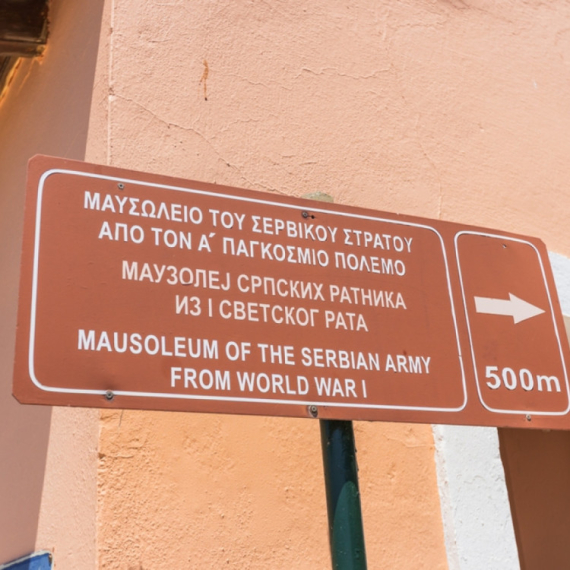 ΜΑΥΣΩΛΕΙΟ ΤΟΥ ΣΕΡΒΙΚΟΥ ΣΤΡΑΤΟΥ
ΑΠΟ ΤΟΝ Α΄ ΠΑΓΚΟΣΜΙΟ ΠΟΛΕΜΟ
МАУЗОЛЕЈ СРПСКИХ РАТНИКА
ИЗ I СВЕТСКОГ РАТА
MAUSOLEUM OF THE SERBIAN ARMY
FROM WORLD WAR I
500m